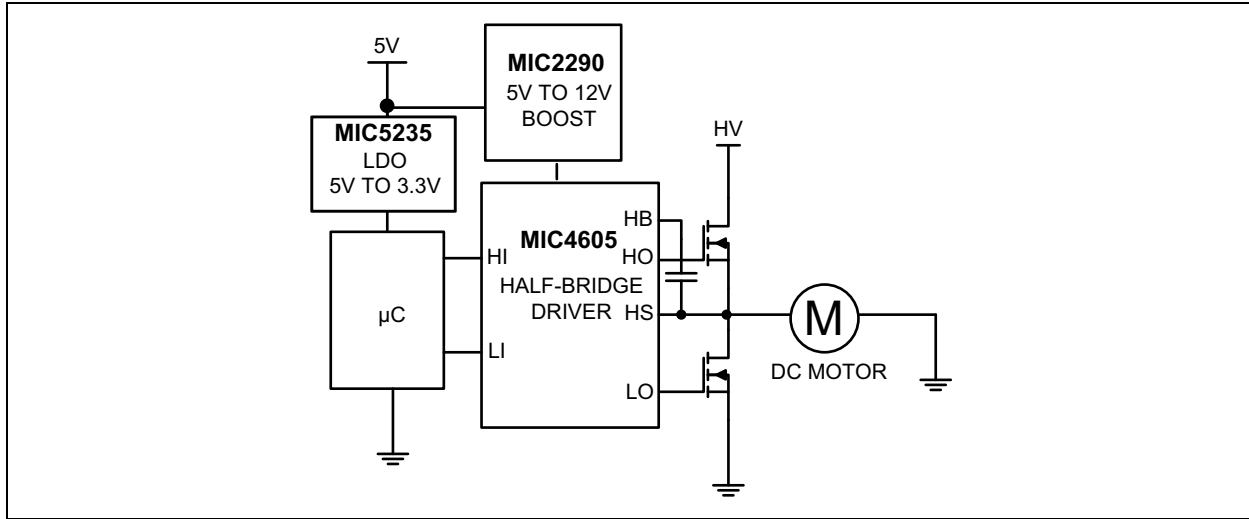 5V
MIC2290
5V TO 12V
BOOST
MIC5235
LDO
5V TO 3.3V
HV
µC
HI
LI
MIC4605
HALF-BRIDGE
DRIVER
HB
HO
HS
LO
M
DC MOTOR